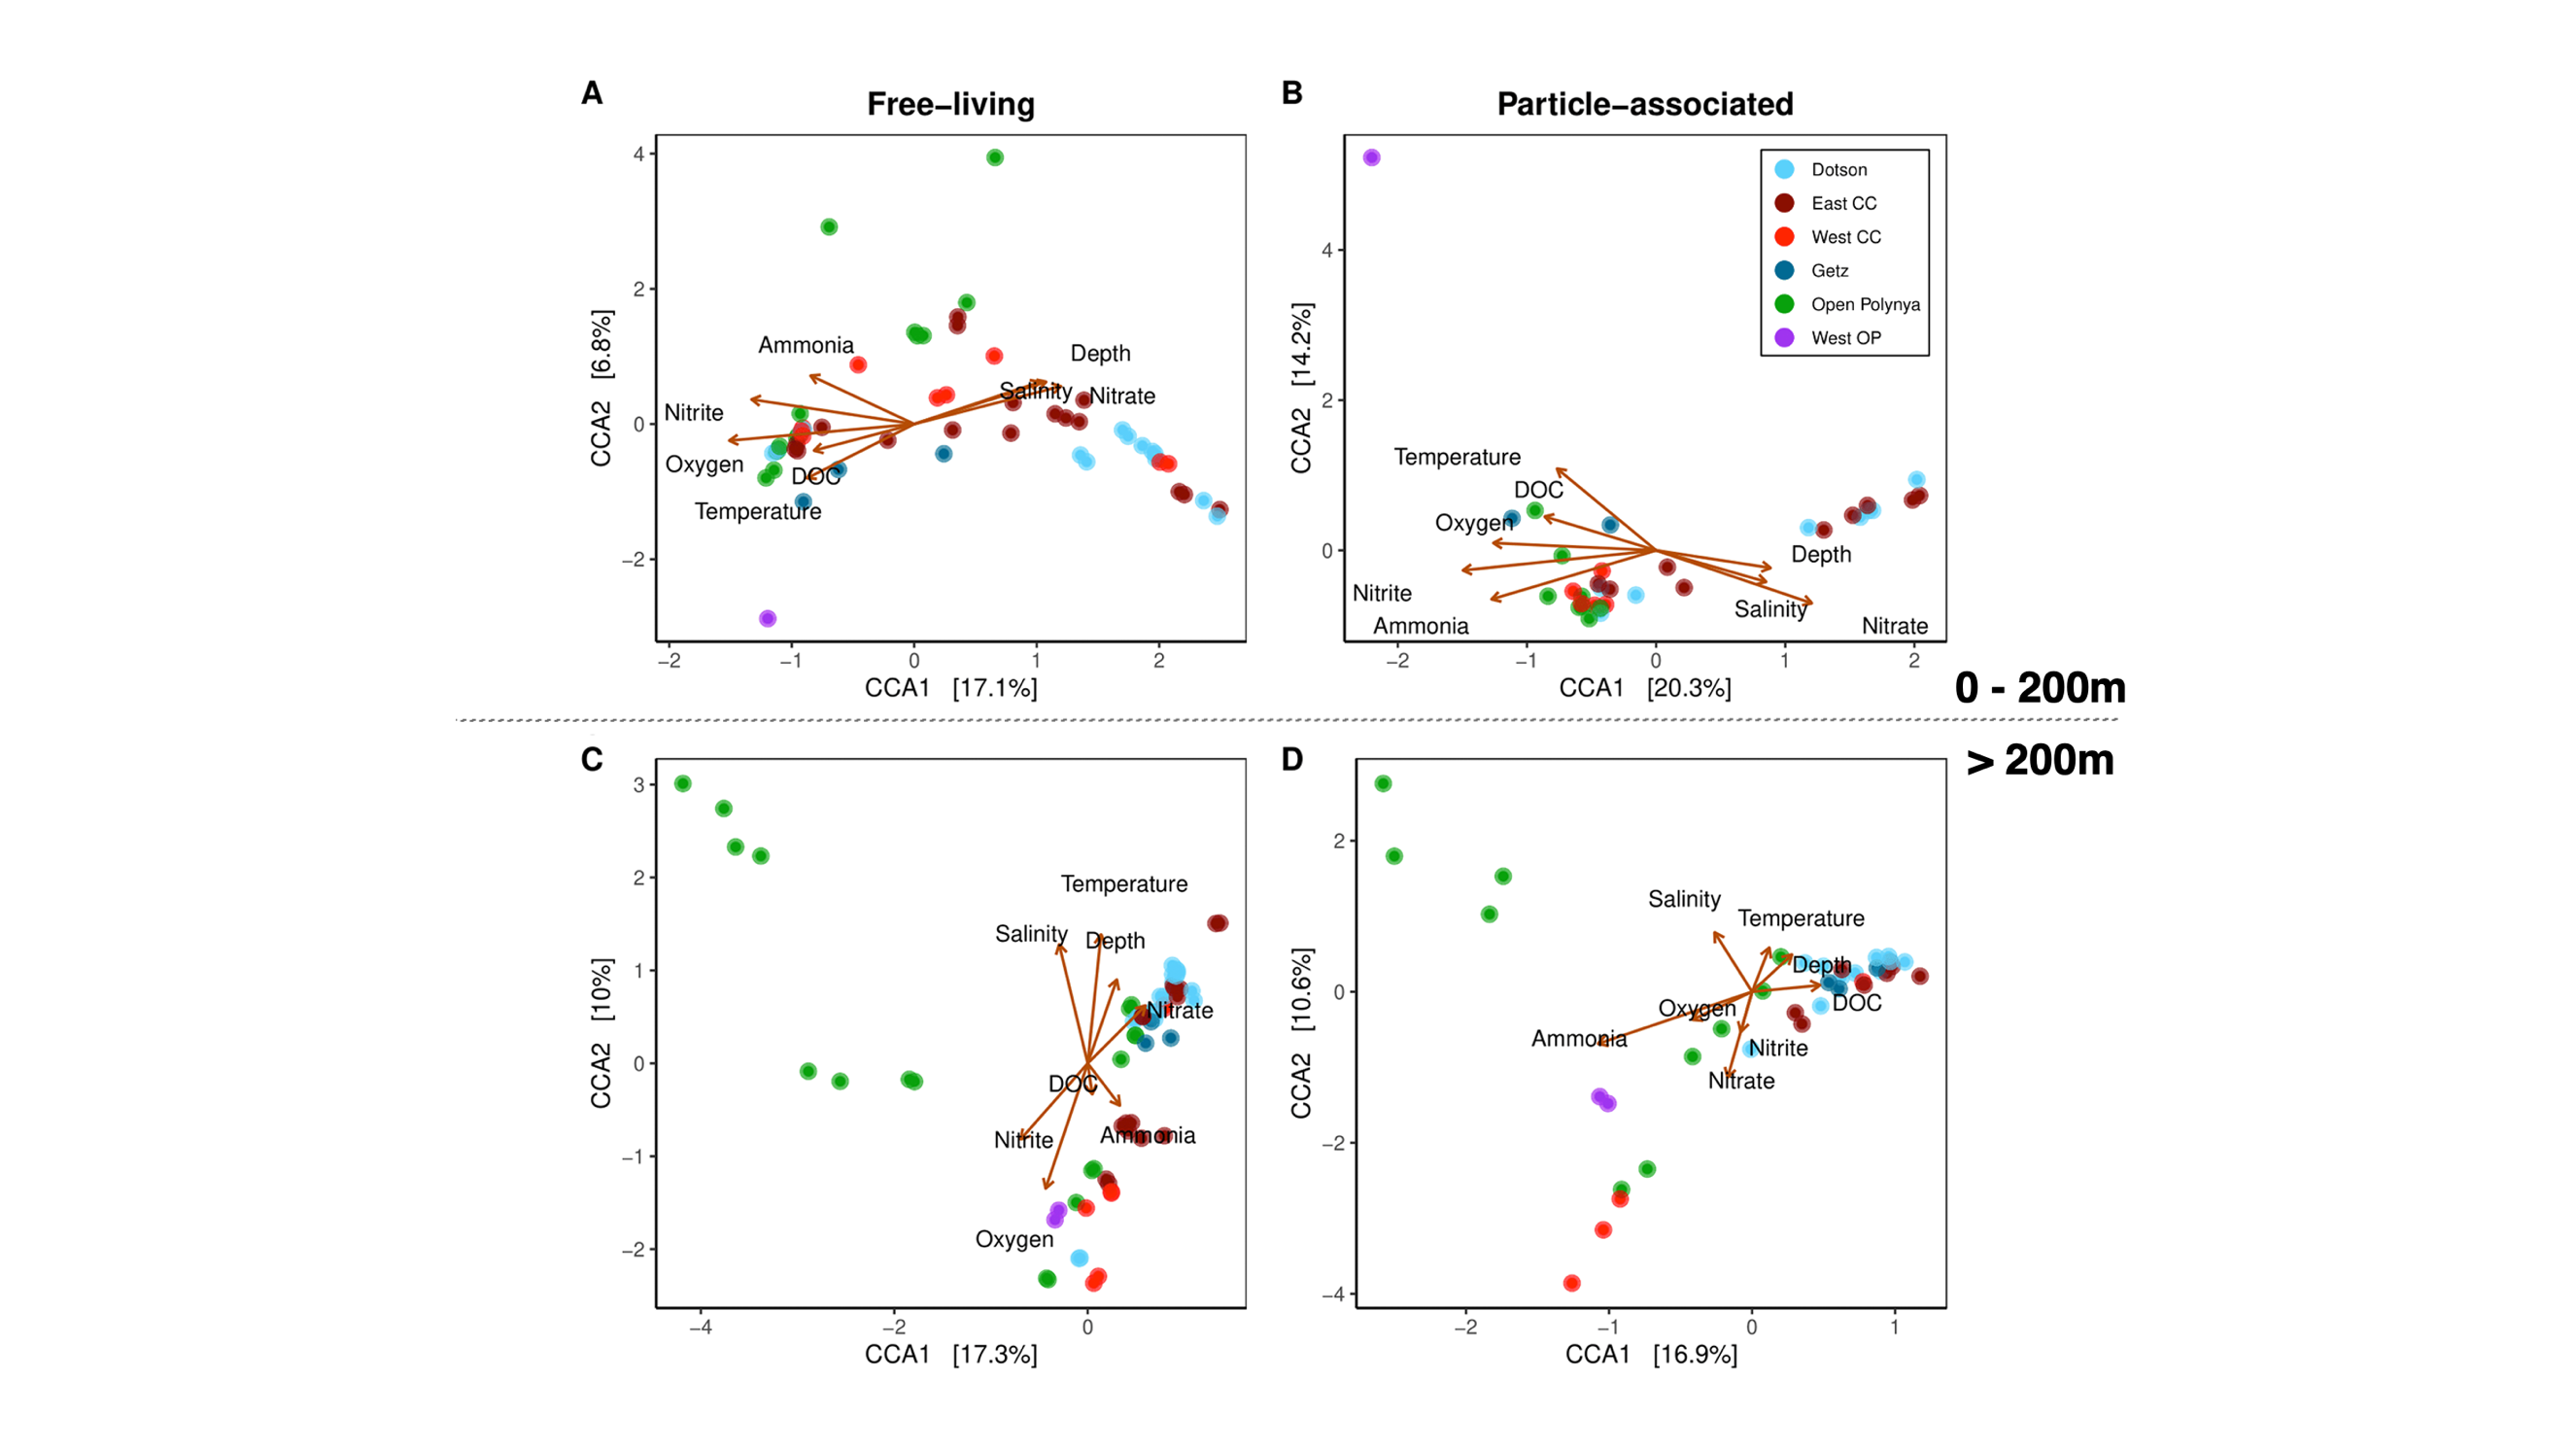 A
Free–living
4
2
0
−2
CCA2 [6.8%]
Ammonia
Nitrite
Oxygen
DOC
Temperature
Depth
Salinity
Nitrate
−2
−1
0
1
2
CCA1 [17.1%]
B
Particle–associated
Dotson
East CC
West CC
Getz
Open Polynya
West OP
4
2
0
CCA2 [14.2%]
Temperature
DOC
Oxygen
Nitrite
Ammonia
Depth
Salinity
Nitrate
−2
−1
0
1
2
CCA1 [20.3%]
0 - 200m
> 200m
C
3
2
1
0
−1
−2
CCA2 [10%]
Temperature
Salinity
Depth
Nitrate
DOC
Nitrite
Ammonia
Oxygen
−4
−2
0
CCA1 [17.3%]
D
2
0
−2
−4
CCA2 [10.6%]
Salinity
Temperature
Depth
Oxygen
DOC
Ammonia
Nitrite
Nitrate
−2
−1
0
1
CCA1 [16.9%]